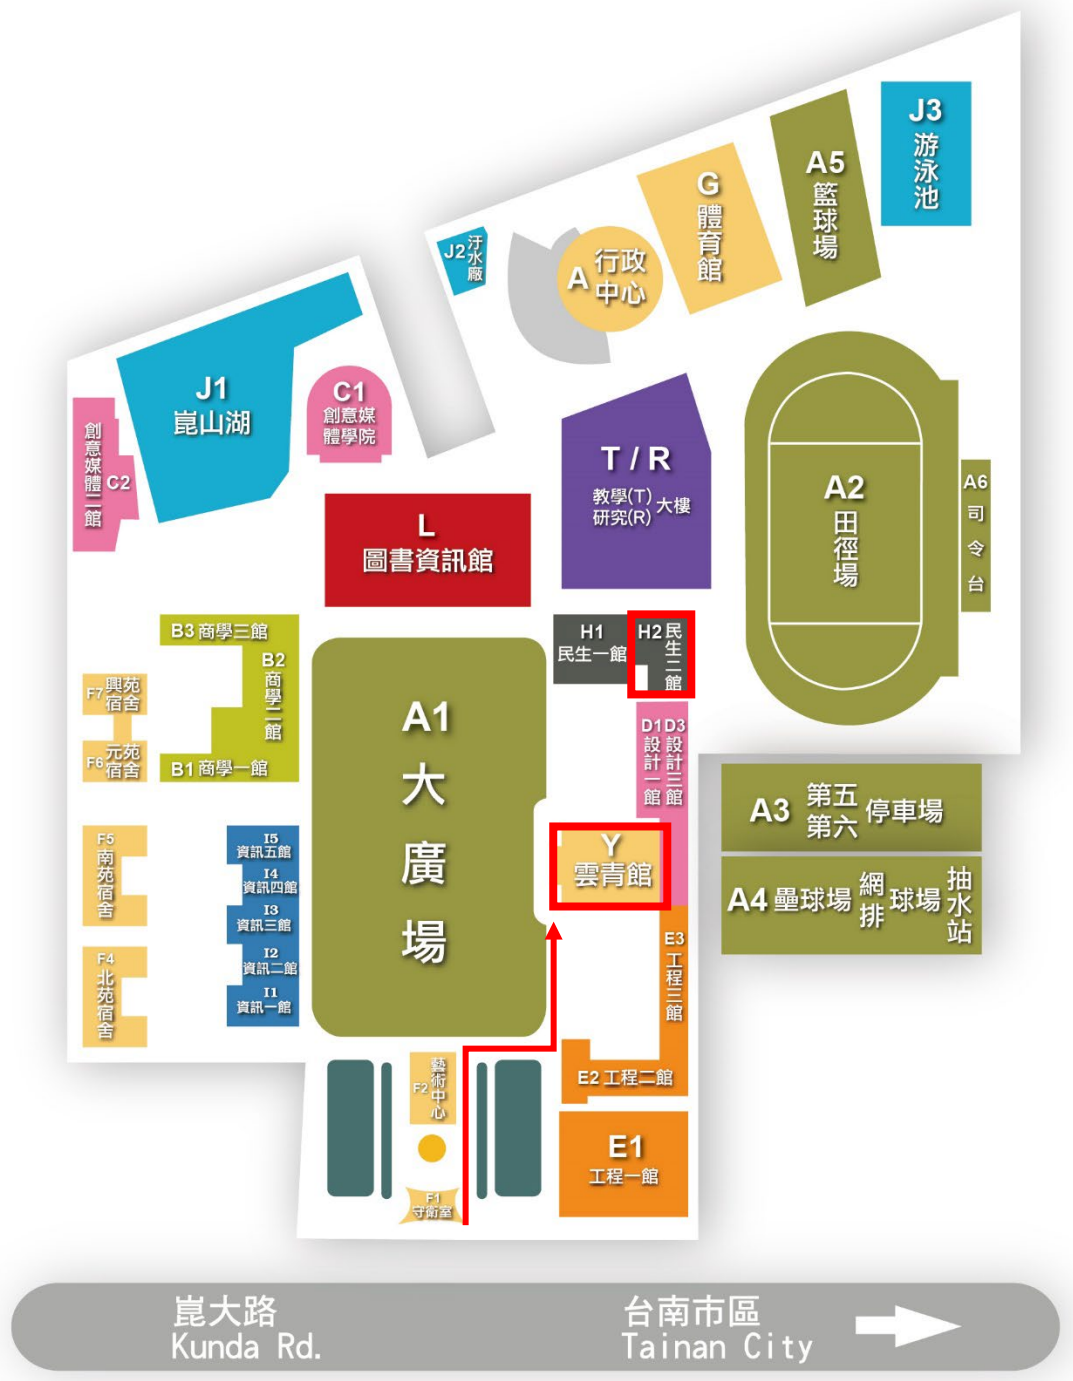 J3
游泳池
A5
籃球場
G
體育館
A 行政中心
J2 汙水廠
J1
崑山湖
C1
創意媒
體學院
C2 創意媒體二館
T / R
教學(T)
研究(R) 大樓
A2
田徑場
A6
司令台
L
圖書資訊館
B3 商學三館
B2
商學二館
B1 商學一館
H1
民生一館
H2 民生二館
F7 興苑宿舍
F6 元苑宿舍
A1
大廣場
D1 設計一館
D3 設計三館
A3 第五 第六 停車場
A4 壘球場 網排 球場 抽水站
Y
雲青館
F5
南苑宿舍
I5
資訊五館
I4
資訊四館
I3
資訊三館
I2
資訊二館
I1
資訊一館
F4
北苑宿舍
E3
工程三館
E2 工程二館
E1
工程一館
F2 藝術中心
F1
守衛室
崑大路
Kunda Rd.
台南市區
Tainan City